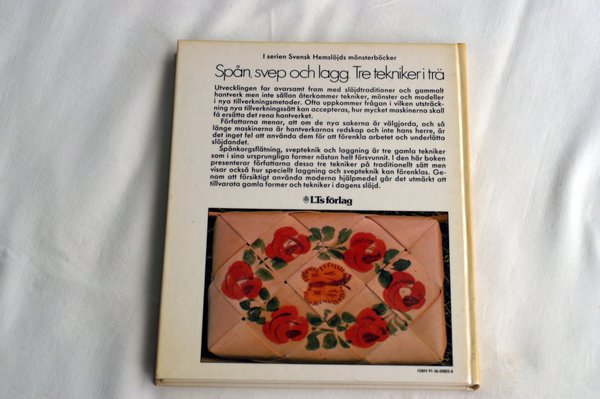 I serien Svensk Hemslöjds mönsterböcker
Spån, svep och lagg. Tre tekniker i trä
Utvecklingen far ovarsamt fram med slöjdtraditioner och gammalt
hantverk men inte sällan återkommer tekniker, mönster och modeller
i nya tillverkningsmetoder. Ofta uppkommer frågan i vilken utsträck-
ning nya tillverkningssätt kan accepteras, hur mycket maskinerna skall
få ersätta det rena hantverket.
Författarna menar, att om de nya sakerna är välgjorda, och så
länge maskinerna är hantverkarnas redskap och inte hans herre, är
det inget fel att använda dem för att förenkla arbetet och underlätta
slöjdandet.
Spånkorgsflätning, svepteknik och laggning är tre gamla tekniker
som i sina ursprungliga former nästan helt försvunnit. I den här boken
presenterar författarna dessa tre tekniker på traditionellt sätt men
visar också hur speciellt laggning och svepteknik kan förenklas. Ge-
nom att försiktigt använda moderna hjälpmedel går det utmärkt att
tillvarata gamla former och tekniker i dagens slöjd.
LTs förlag
ISBN 91-36-00802-8